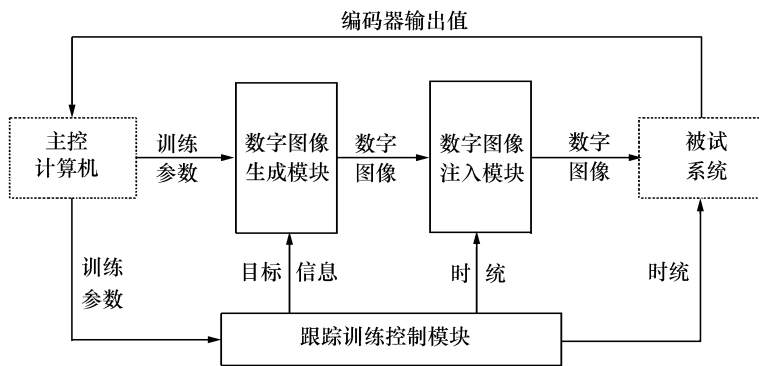 编码器输出值
主控
计算机
训练
参数
数字图像
生成模块
数字
图像
数字图像
注入模块
数字
图像
被试
系统
训练
参数
目标 信息
时 统
时统
跟踪训练控制模块